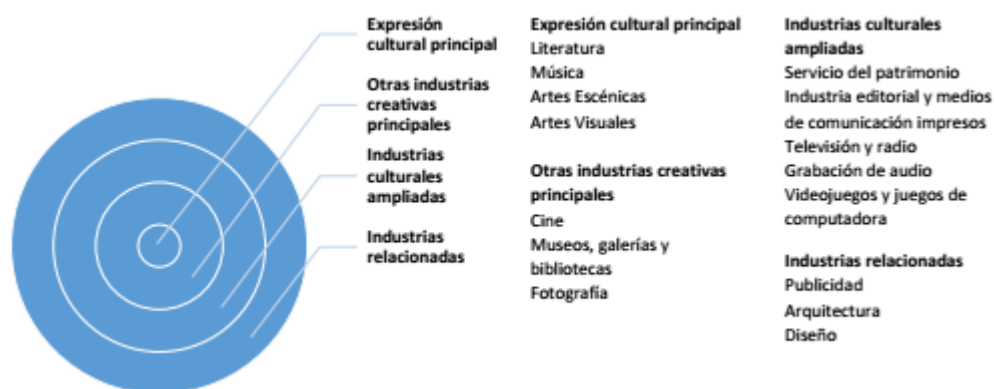 Expresión
cultural principal
Otras industrias
creativas
principales
Industrias
culturales
ampliadas
Industrias
relacionadas
Expresión cultural principal
Literatura
Música
Artes Escénicas
Artes Visuales
Otras industrias creativas
principales
Cine
Museos, galerías y
bibliotecas
Fotografía
Industrias culturales
ampliadas
Servicio del patrimonio
Industria editorial y medios
de comunicación impresos
Televisión y radio
Grabación de audio
Videojuegos y juegos de
computadora
Industrias relacionadas
Publicidad
Arquitectura
Diseño